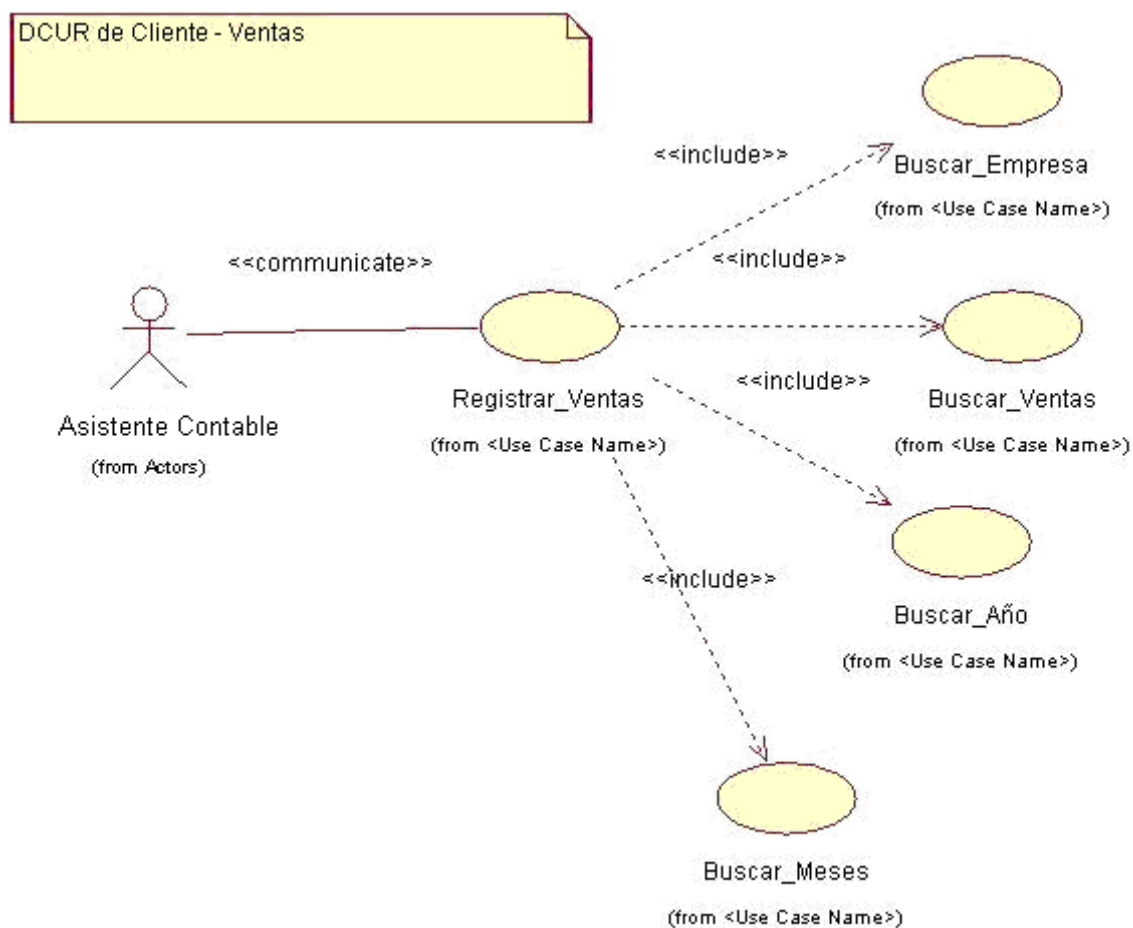 DCUR de Cliente - Ventas
<<include>>
Buscar_Empresa
(from <Use Case Name>)
<<communicate>>
<<include>>
Asistente Contable
(from Actors)
Registrar_Ventas
(from <Use Case Name>)
<<include>>
Buscar_Ventas
(from <Use Case Name>)
<<include>>
Buscar_Año
(from <Use Case Name>)
Buscar_Meses
(from <Use Case Name>)